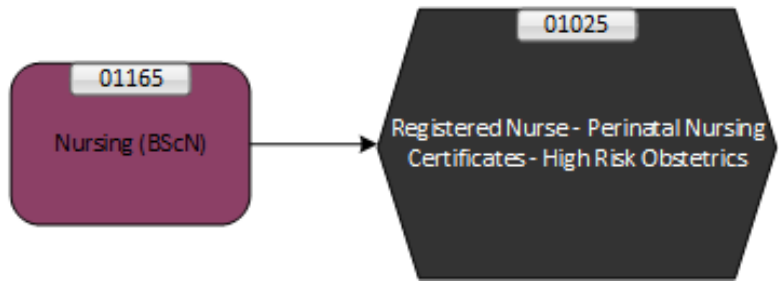 01165
Nursing (BScN)
01025
Registered Nurse - Perinatal Nursing
Certificates - High Risk Obstetrics